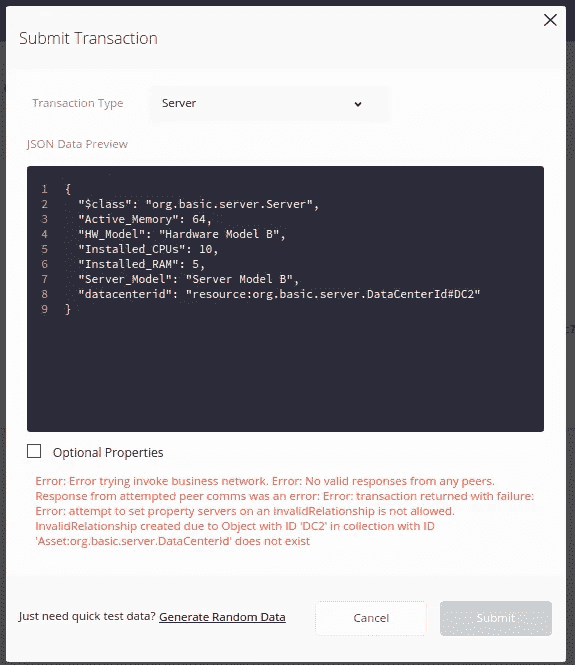 Submit Transaction
Transaction Type
Server
JSON Data Preview
1 {
2 "$class": "org.basic.server.Server",
3 "Active_Memory": 64,
4 "HW_Model": "Hardware Model B",
5 "Installed_CPUs": 10,
6 "Installed_RAM": 5,
7 "Server_Model": "Server Model B",
8 "datacenterid": "resource:org.basic.server.DataCenterId#DC2"
9 }
Optional Properties
Error: Error trying invoke business network. Error: No valid responses from any peers.
Response from attempted peer comms was an error: Error: transaction returned with failure:
Error: attempt to set property servers on an InvalidRelationship is not allowed.
InvalidRelationship created due to Object with ID 'DC2' in collection with ID
'Asset:org.basic.server.DataCenterId' does not exist
Just need quick test data? Generate Random Data
Cancel
Submit